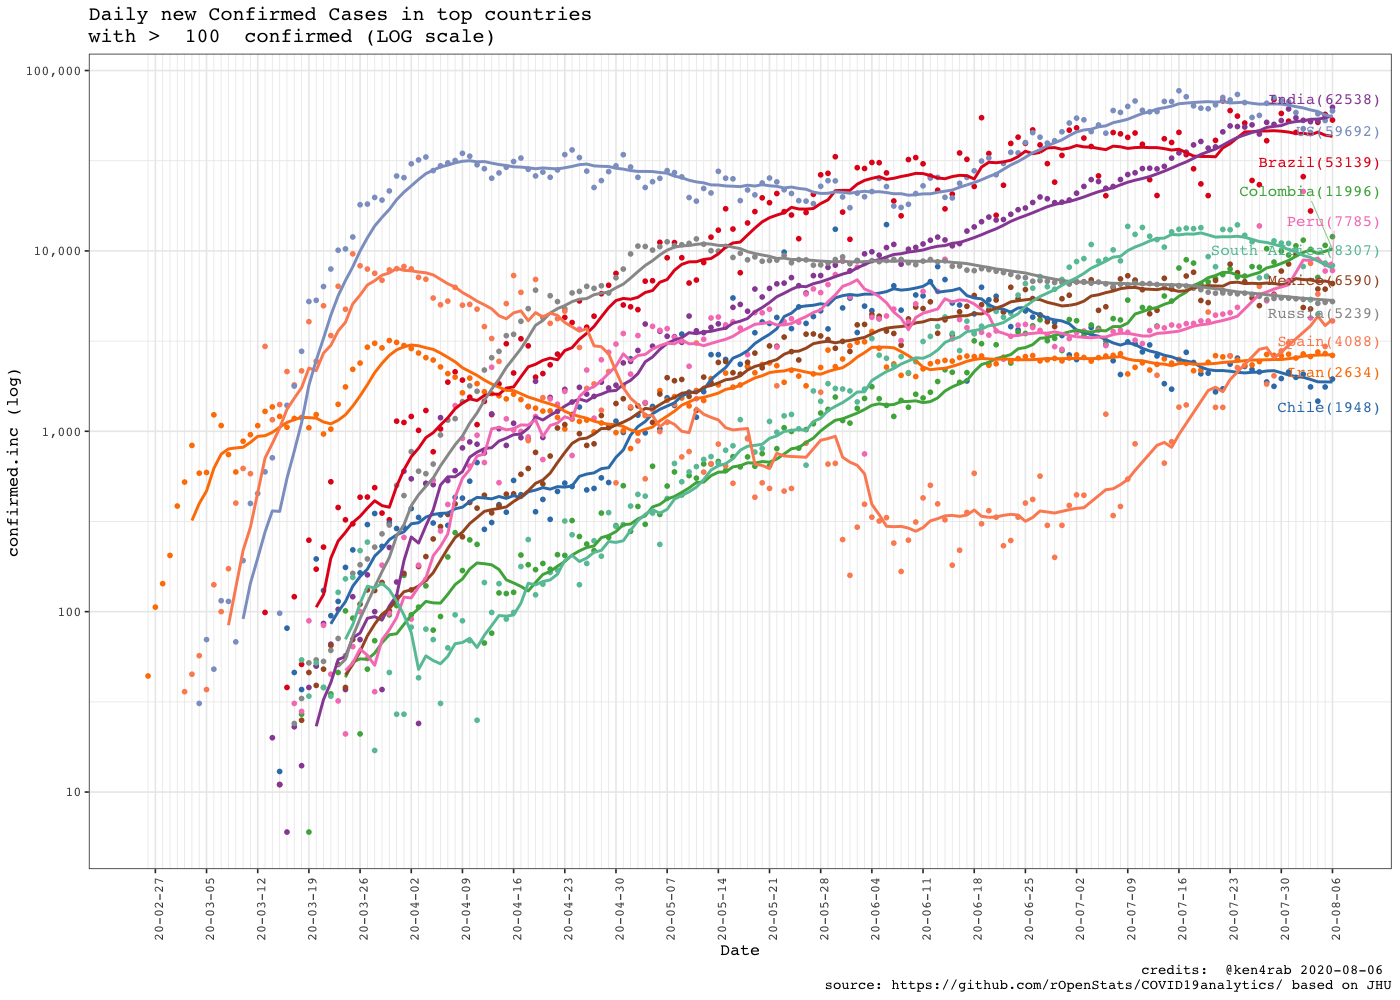 Daily new Confirmed Cases in top countries
with >  100  confirmed (LOG scale)
100,000
10,000
1,000
100
10
confirmed.inc (log)
India(62538)
US(59692)
Brazil(53139)
Colombia(11996)
Peru(7785)
South Africa(8307)
Mexico(6590)
Russia(5239)
Spain(4088)
Iran(2634)
Chile(1948)
20-02-27
20-03-05
20-03-12
20-03-19
20-03-26
20-04-02
20-04-09
20-04-16
20-04-23
20-04-30
20-05-07
20-05-14
20-05-21
20-05-28
20-06-04
20-06-11
20-06-18
20-06-25
20-07-02
20-07-09
20-07-16
20-07-23
20-07-30
20-08-06
Date
credits:  @ken4rab 2020-08-06
source: https://github.com/rOpenStats/COVID19analytics/ based on JHU